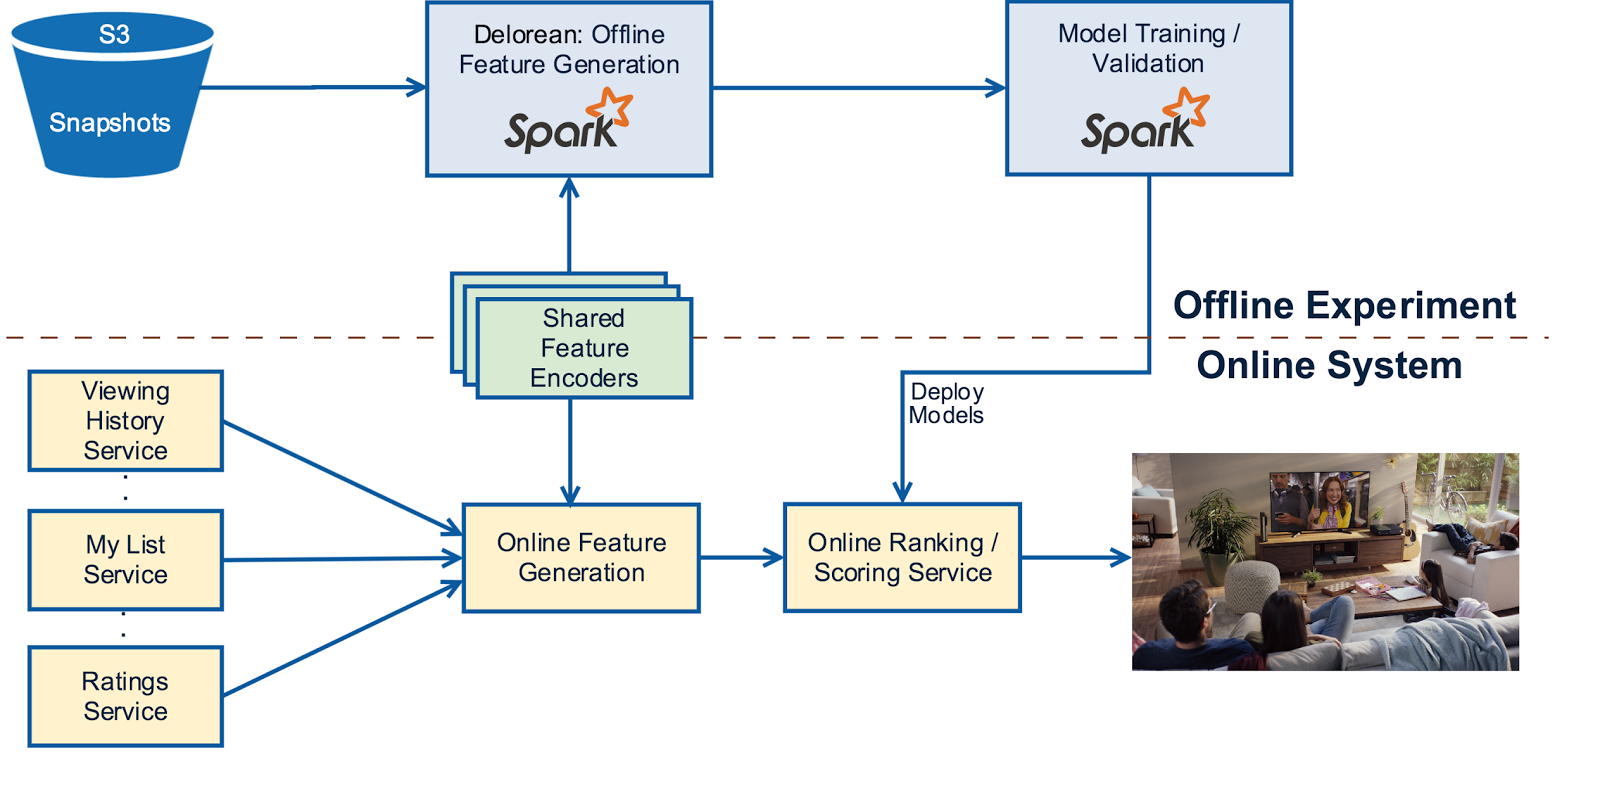 S3
Snapshots
Delorean: Offline
Feature Generation
Spark
Model Training /
Validation
Spark
Shared
Feature
Encoders
Offline Experiment
Online System
Viewing
History
Service
My List
Service
Ratings
Service
Deploy
Models
Online Feature
Generation
Online Ranking /
Scoring Service